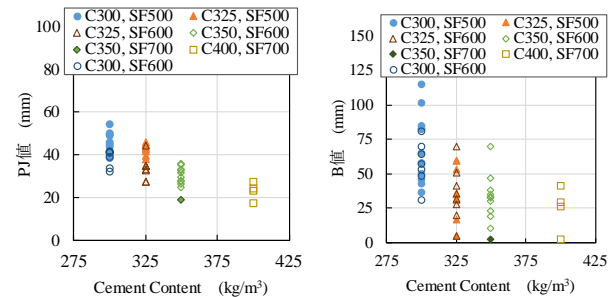 C300, SF500 C325, SF500
C325, SF600 C350, SF600
C350, SF700 C400, SF700
C300, SF600
100
80
60
40
20
0
PJ値 (mm)
275 325 375 425
Cement Content (kg/m³)
C300, SF500 C325, SF500
C325, SF600 C350, SF600
C350, SF700 C400, SF700
C300, SF600
150
125
100
75
50
25
0
B値 (mm)
275 325 375 425
Cement Content (kg/m³)